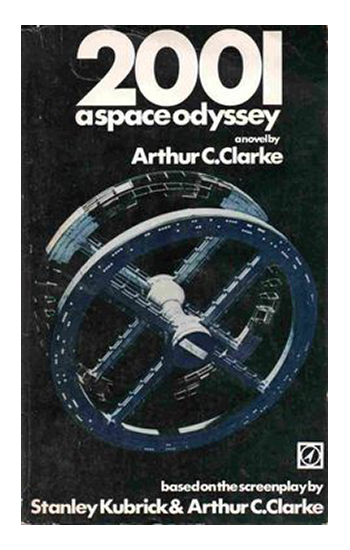 2001
a space odyssey
a novel by
Arthur C. Clarke
based on the screenplay by
Stanley Kubrick & Arthur C. Clarke